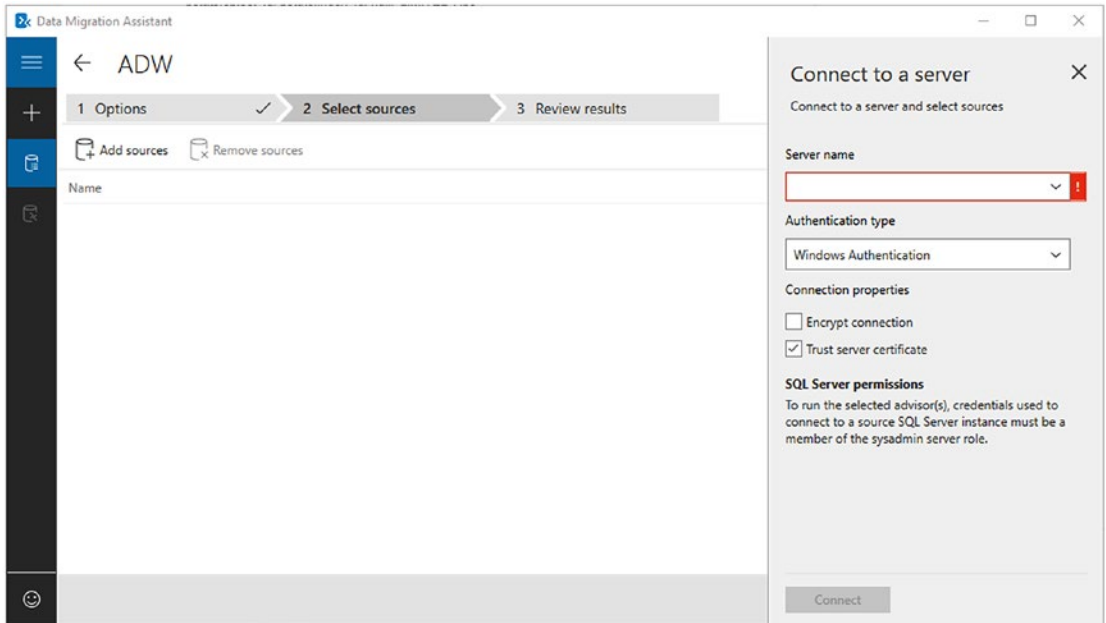 Data Migration Assistant
ADW
1 Options
2 Select sources
3 Review results
Add sources
Remove sources
Name
Connect to a server
Connect to a server and select sources
Server name
!
Authentication type
Windows Authentication
Connection properties
Encrypt connection
Trust server certificate
SQL Server permissions
To run the selected advisor(s), credentials used to
connect to a source SQL Server instance must be a
member of the sysadmin server role.
Connect